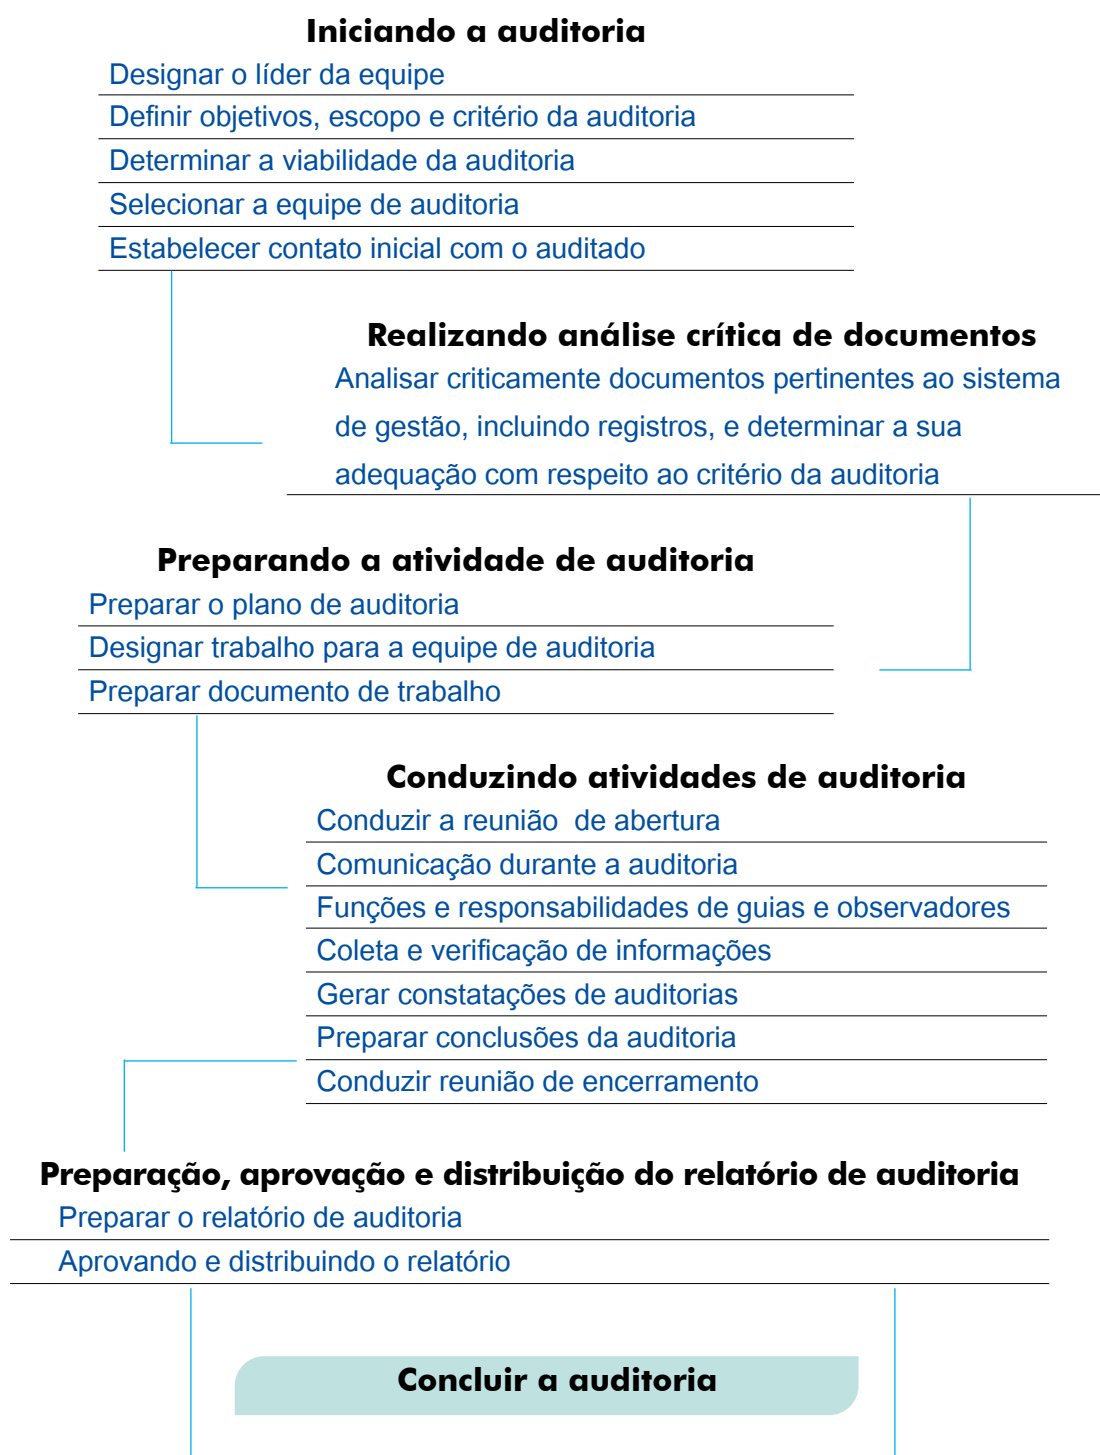 Iniciando a auditoria
Designar o líder da equipe
Definir objetivos, escopo e critério da auditoria
Determinar a viabilidade da auditoria
Selecionar a equipe de auditoria
Estabelecer contato inicial com o auditado
Realizando análise crítica de documentos
Analisar criticamente documentos pertinentes ao sistema
de gestão, incluindo registros, e determinar a sua
adequação com respeito ao critério da auditoria
Preparando a atividade de auditoria
Preparar o plano de auditoria
Designar trabalho para a equipe de auditoria
Preparar documento de trabalho
Conduzindo atividades de auditoria
Conduzir a reunião de abertura
Comunicação durante a auditoria
Funções e responsabilidades de guias e observadores
Coleta e verificação de informações
Gerar constatações de auditorias
Preparar conclusões da auditoria
Conduzir reunião de encerramento
Preparação, aprovação e distribuição do relatório de auditoria
Preparar o relatório de auditoria
Aprovando e distribuindo o relatório
Concluir a auditoria